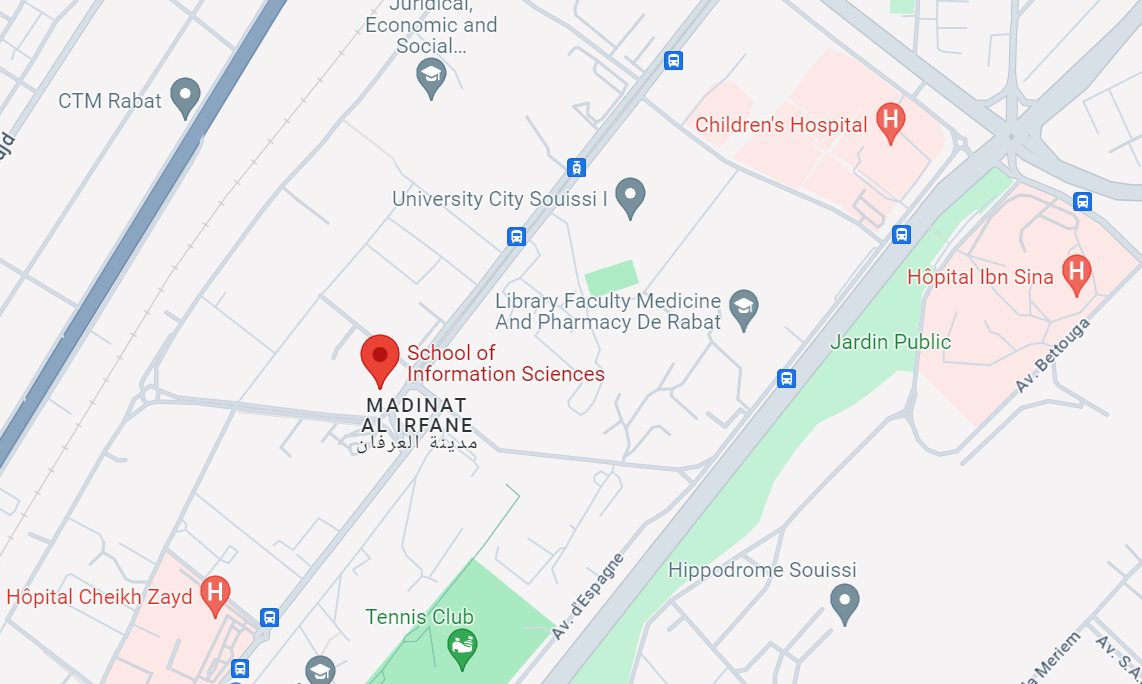 Juridical,
Economic and
Social...
CTM Rabat
Children's Hospital
University City Souissi I
Hôpital Ibn Sina
Library Faculty Medicine
And Pharmacy De Rabat
Jardin Public
Av. Bettouga
School of
Information Sciences
MADINAT
AL IRFANE
مدينة العرفان
Hippodrome Souissi
Av. d'Espagne
Hôpital Cheikh Zayd
Tennis Club
Meriem
Av. S.A.
H
H
H